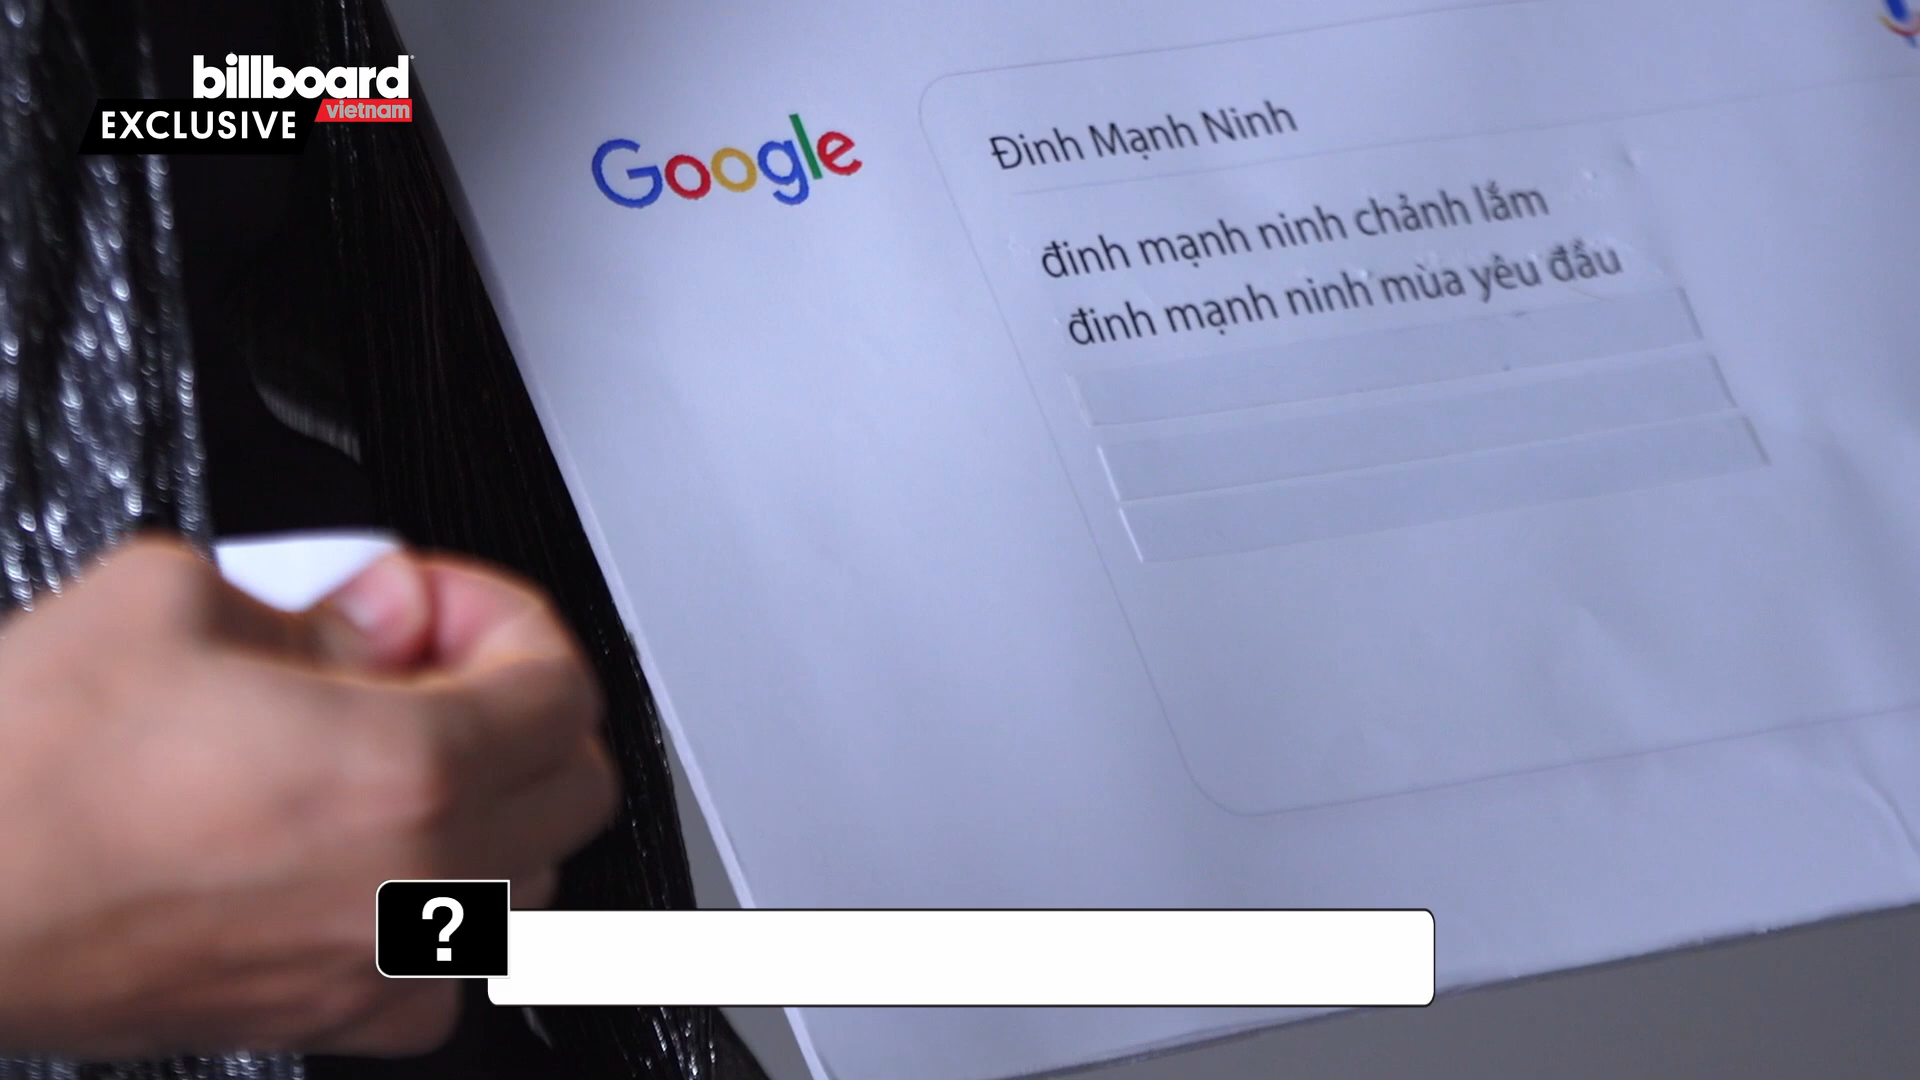 billboard
vietnam
EXCLUSIVE
Google
Đinh Mạnh Ninh
đinh mạnh ninh chảnh lắm
đinh mạnh ninh mùa yêu đầu
?